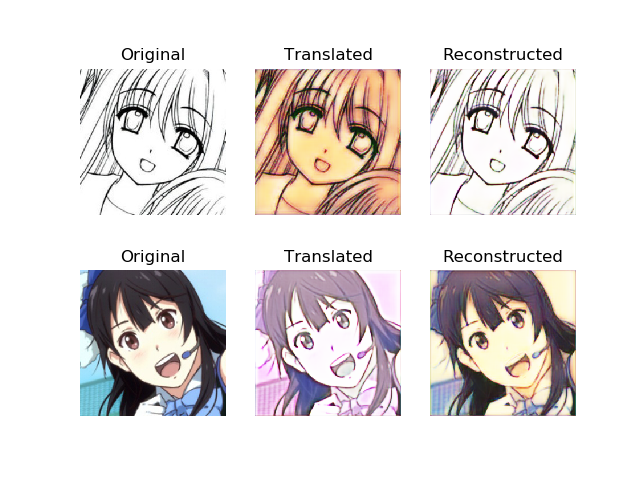 Original
Translated
Reconstructed
Original
Translated
Reconstructed